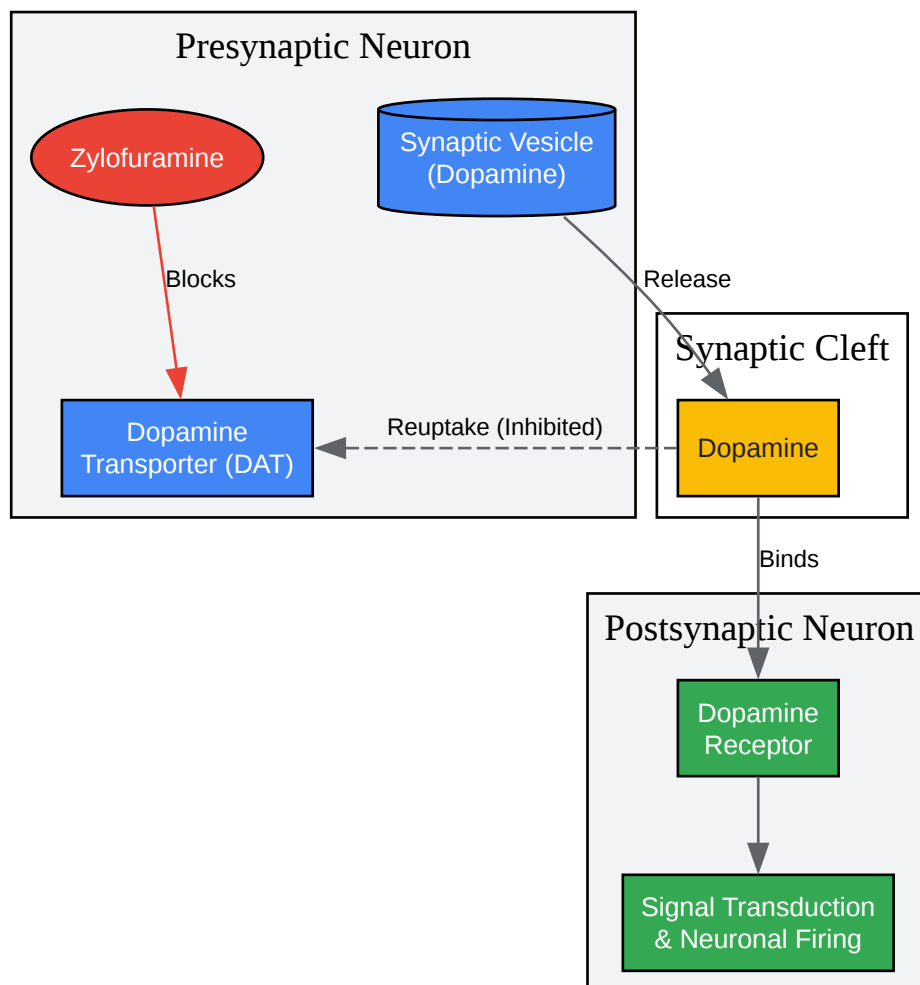 Presynaptic Neuron
Zylofuramine
Synaptic Vesicle
(Dopamine)
Blocks
Release
Synaptic Cleft
Dopamine
Transporter (DAT)
Reuptake (Inhibited)
Dopamine
Binds
Postsynaptic Neuron
Dopamine
Receptor
Signal Transduction
& Neuronal Firing